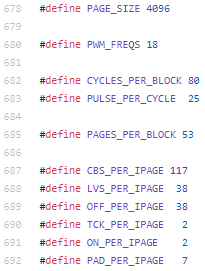 678 #define PAGE_SIZE 4096
679
680 #define PWM_FREQS 18
681
682 #define CYCLES_PER_BLOCK 80
683 #define PULSE_PER_CYCLE  25
684
685 #define PAGES_PER_BLOCK 53
686
687 #define CBS_PER_IPAGE 117
688 #define LVS_PER_IPAGE  38
689 #define OFF_PER_IPAGE  38
690 #define TCK_PER_IPAGE   2
691 #define ON_PER_IPAGE    2
692 #define PAD_PER_IPAGE   7